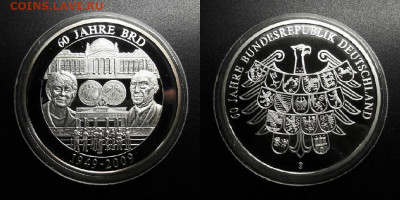 COINS.LAVE.RU
60 JAHRE BRD
1949-2009
60 JAHRE BUNDESREPUBLIK DEUTSCHLAND